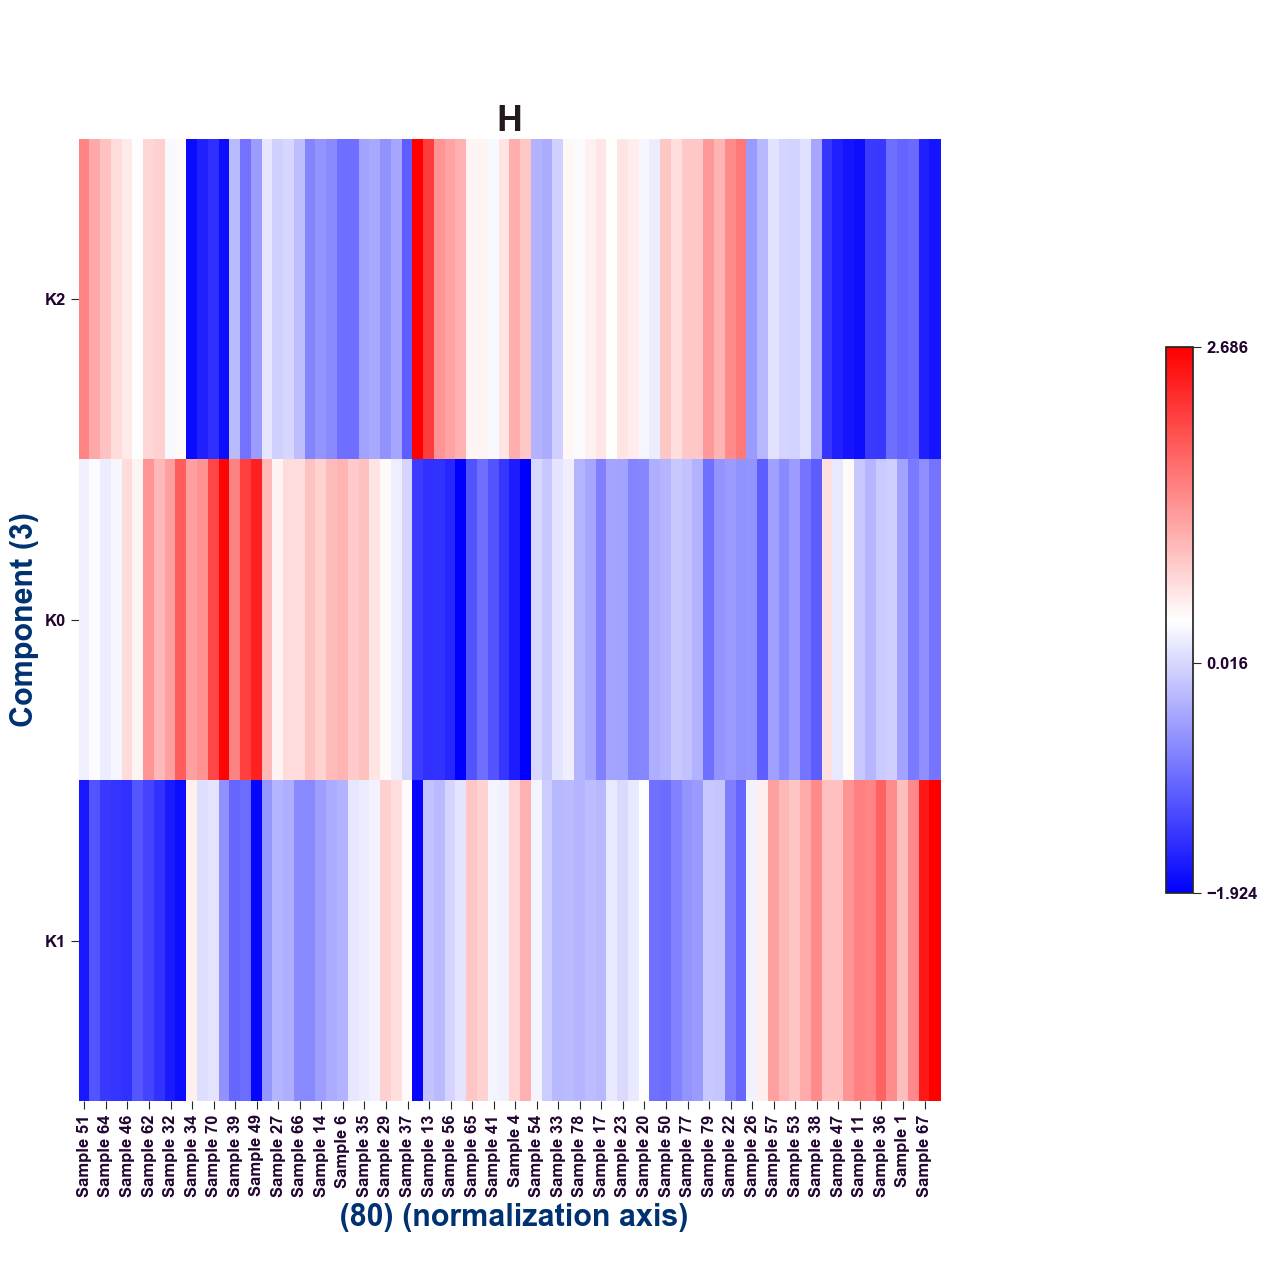 H
K2
K0
K1
Component (3)
2.686
0.016
−1.924
Sample 51
Sample 64
Sample 46
Sample 62
Sample 32
Sample 34
Sample 70
Sample 39
Sample 49
Sample 27
Sample 66
Sample 14
Sample 6
Sample 35
Sample 29
Sample 37
Sample 13
Sample 56
Sample 65
Sample 41
Sample 4
Sample 54
Sample 33
Sample 78
Sample 17
Sample 23
Sample 20
Sample 50
Sample 77
Sample 79
Sample 22
Sample 26
Sample 57
Sample 53
Sample 38
Sample 47
Sample 11
Sample 36
Sample 1
Sample 67
(80) (normalization axis)